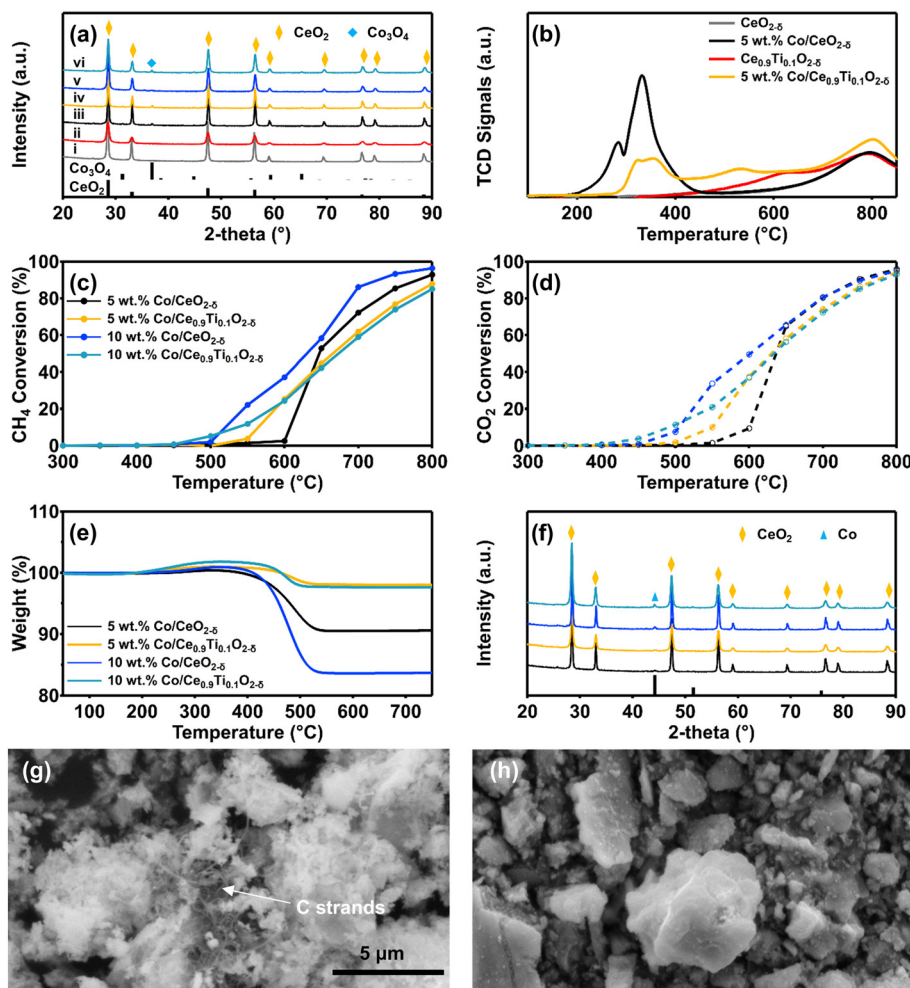 (a)
CeO2
Co3O4
vi
v
iv
iii
ii
i
Co3O4
CeO2
Intensity (a.u.)
20 30 40 50 60 70 80 90
2-theta (°)
(b)
CeO2-δ
5 wt.% Co/CeO2-δ
Ce0.9Ti0.1O2-δ
5 wt.% Co/Ce0.9Ti0.1O2-δ
TCD Signals (a.u.)
200 400 600 800
Temperature (°C)
(c)
100
80
60
40
20
0
5 wt.% Co/CeO2-δ
5 wt.% Co/Ce0.9Ti0.1O2-δ
10 wt.% Co/CeO2-δ
10 wt.% Co/Ce0.9Ti0.1O2-δ
CH4 Conversion (%)
300 400 500 600 700 800
Temperature (°C)
(d)
100
80
60
40
20
0
CO2 Conversion (%)
300 400 500 600 700 800
Temperature (°C)
(e)
110
100
90
80
5 wt.% Co/CeO2-δ
5 wt.% Co/Ce0.9Ti0.1O2-δ
10 wt.% Co/CeO2-δ
10 wt.% Co/Ce0.9Ti0.1O2-δ
Weight (%)
100 200 300 400 500 600 700
Temperature (°C)
(f)
CeO2
Co
Intensity (a.u.)
20 30 40 50 60 70 80 90
2-theta (°)
(g)
C strands
5 µm
(h)